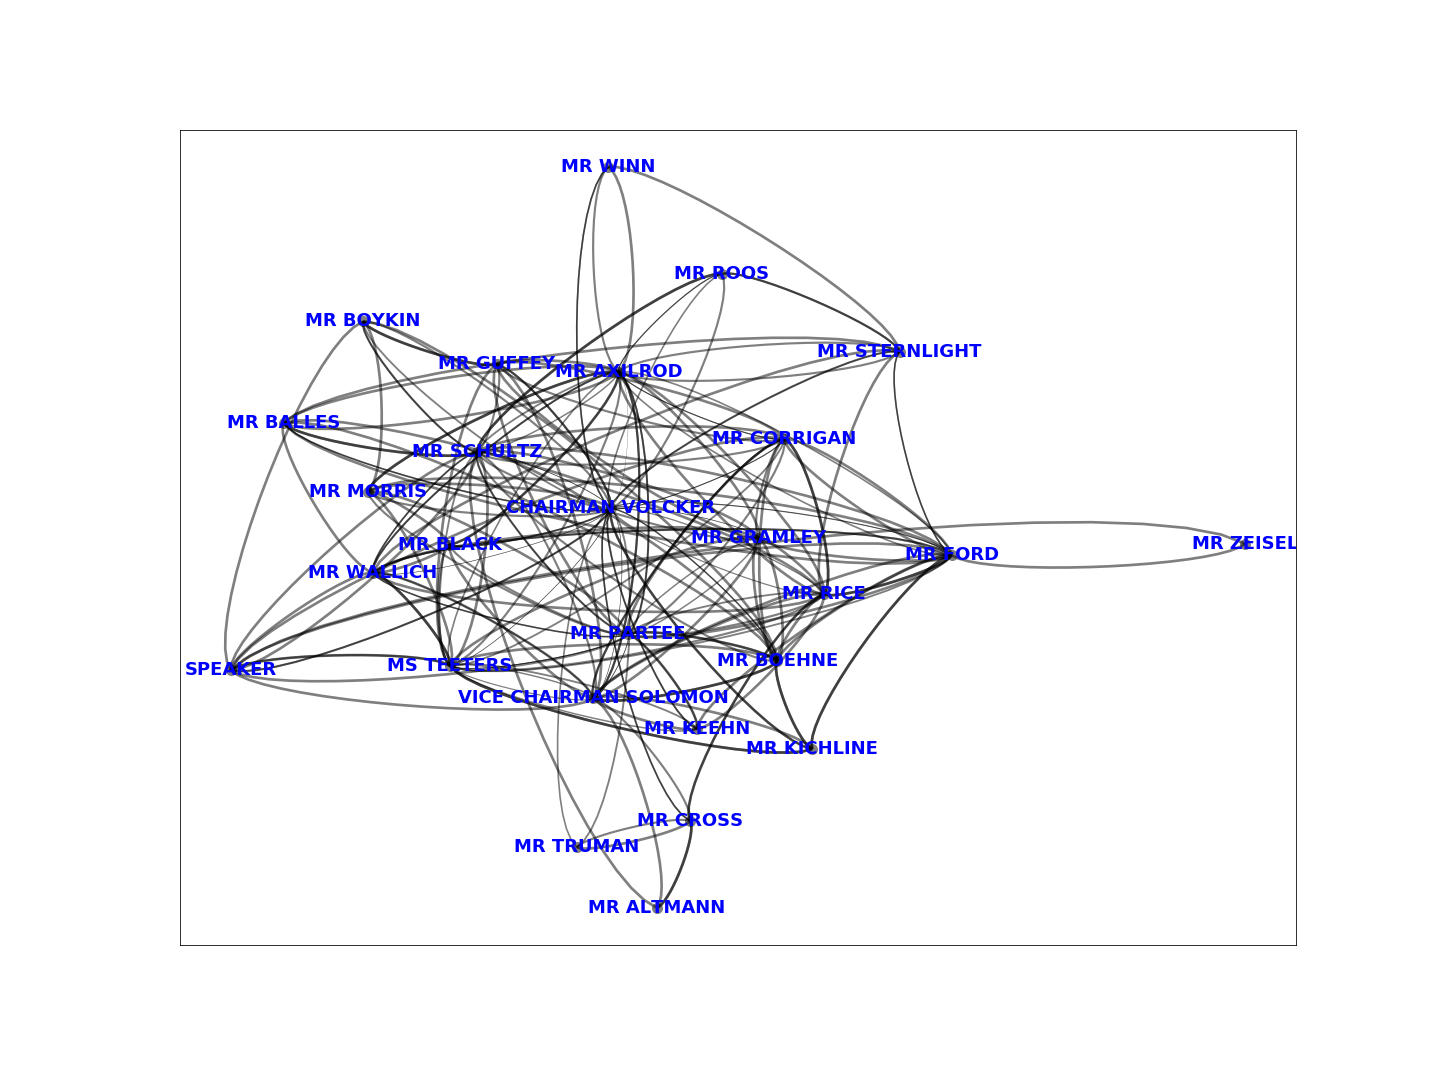 MR WINN
MR ROOS
MR BOYKIN
MR STERNLIGHT
MR GUFFEY
MR AXILROD
MR BALLES
MR CORRIGAN
MR SCHULTZ
MR MORRIS
CHAIRMAN VOLCKER
MR GRAMLEY
MR BLACK
MR ZEISEL
MR FORD
MR WALLICH
MR RICE
MR PARTEE
MR BOEHNE
MS TEETERS
SPEAKER
VICE CHAIRMAN SOLOMON
MR KEEHN
MR KICHLINE
MR CROSS
MR TRUMAN
MR ALTMANN